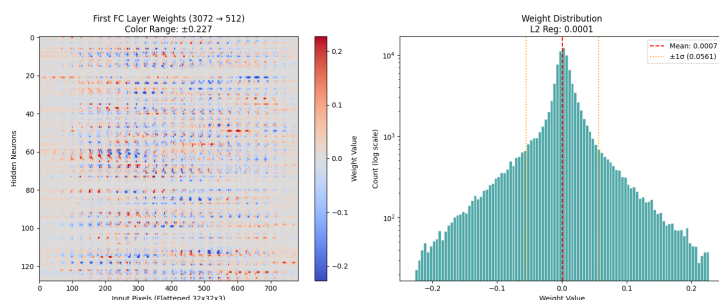 First FC Layer Weights (3072 → 512)
Color Range: ±0.227
0
20
40
60
80
100
120
Hidden Neurons
0 100 200 300 400 500 600 700
Input Pixels (Flattened 32x32x3)
0.2
0.1
0.0
−0.1
−0.2
Weight Value
Weight Distribution
L2 Reg: 0.0001
Mean: 0.0007
±1σ (0.0561)
10⁴
10³
10²
Count (log scale)
−0.2 −0.1 0.0 0.1 0.2
Weight Value